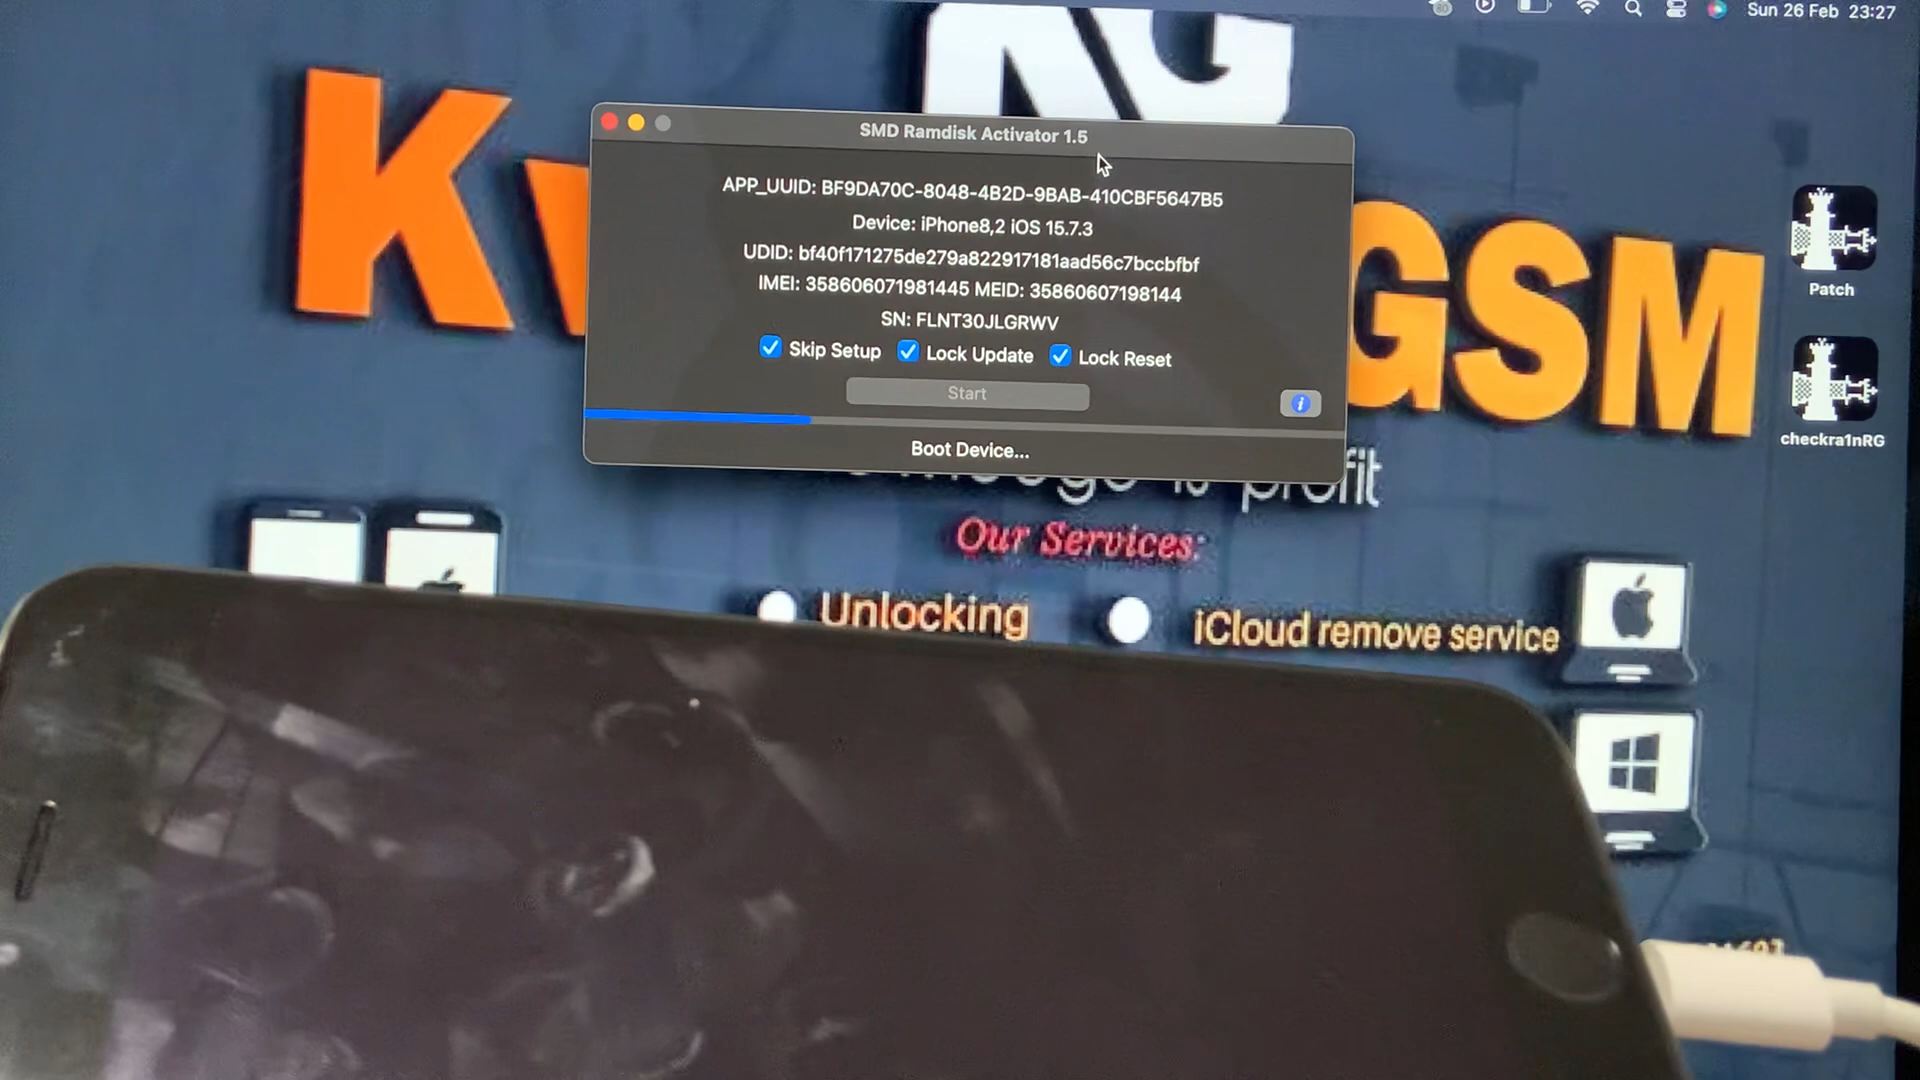 Sun 26 Feb 23:27
SMD Ramdisk Activator 1.5
APP_UUID: BF9DA70C-8048-4B2D-9BAB-410CBF5647B5
Device: iPhone8,2 iOS 15.7.3
UDID: bf40f171275de279a822917181aad56c7bccbfbf
IMEI: 358606071981445 MEID: 35860607198144
SN: FLNT30JLGRWV
Skip Setup Lock Update Lock Reset
Start
Boot Device...
GSM
Patch
checkra1nRG
profit
Our Services:
Unlocking
iCloud remove service